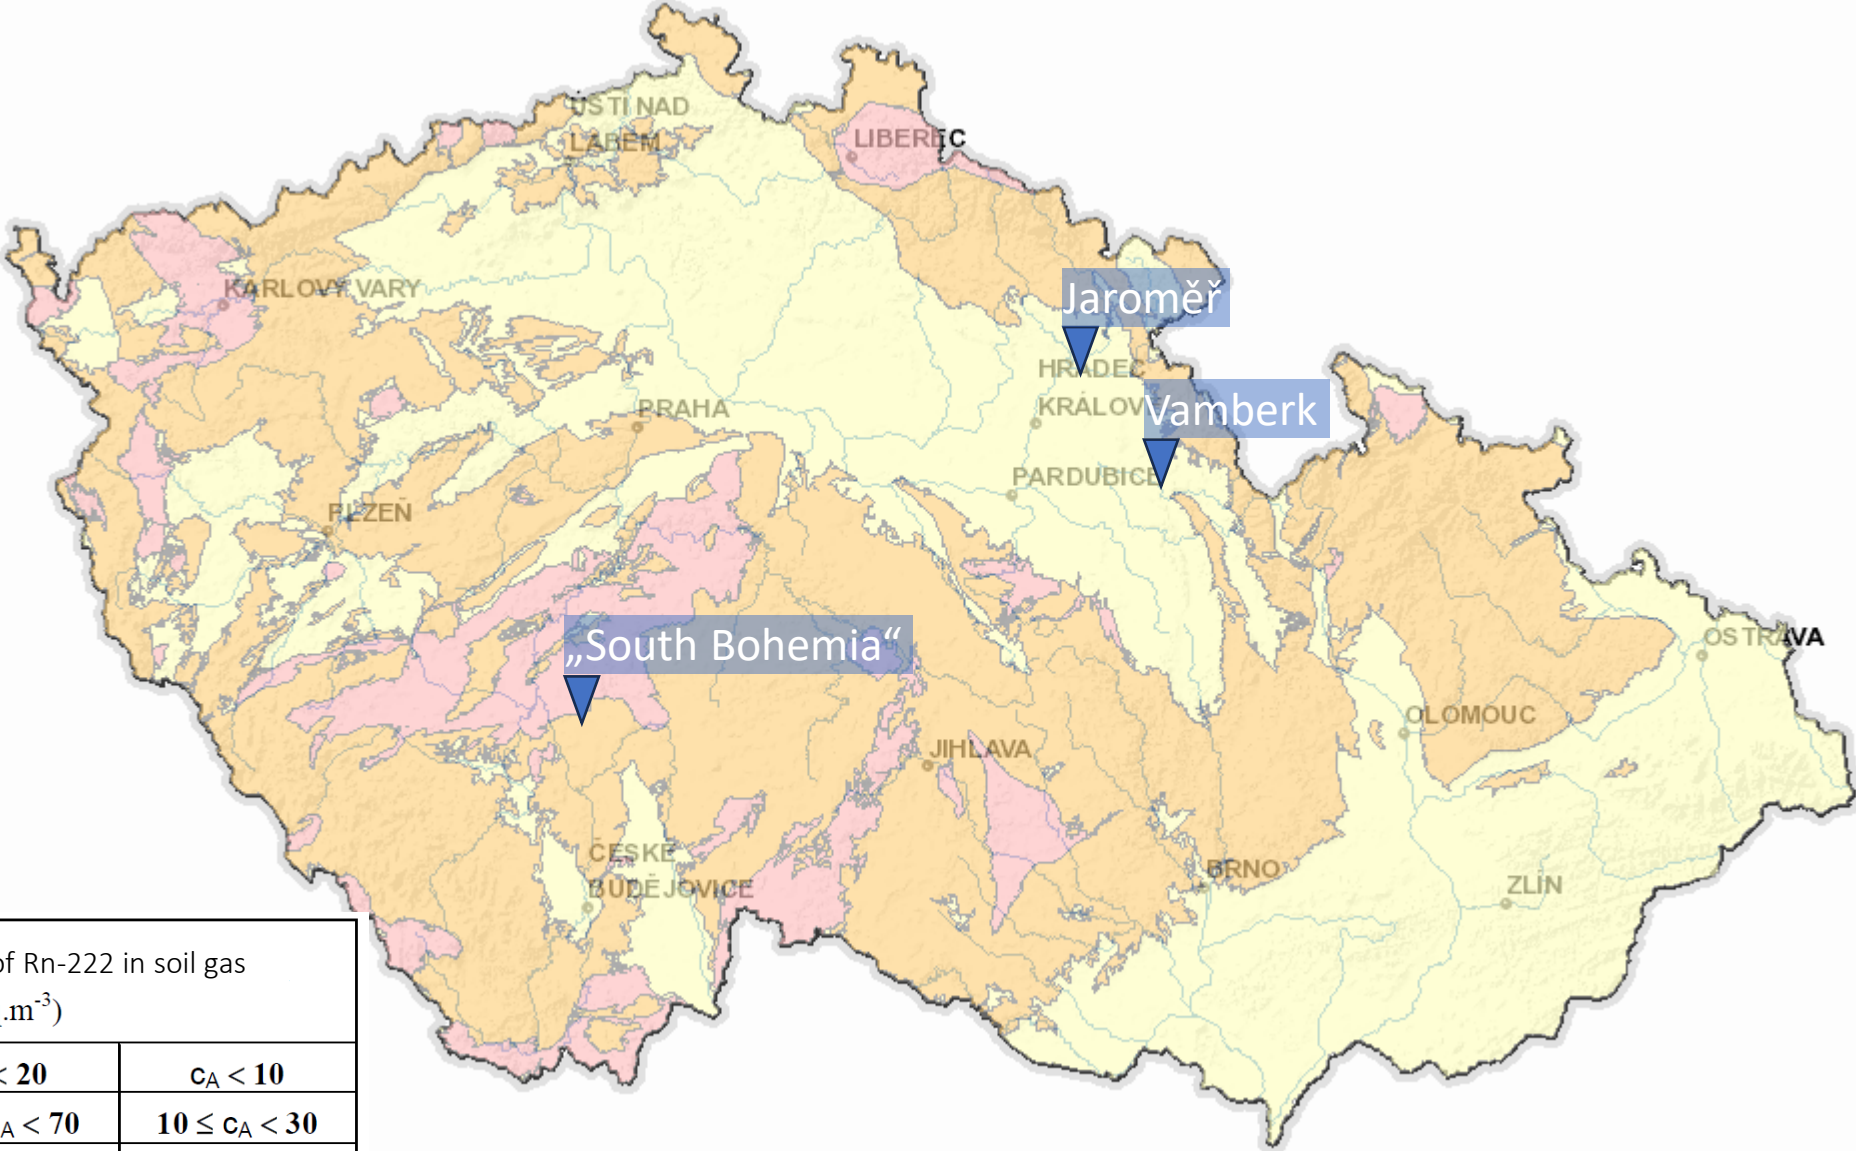 ÚSTI NAD
LABEM
LIBEREC
KARLOVY VARY
Jaroměř
HRADEC
KRÁLOV
Vamberk
PRAHA
PARDUBICE
PLZEŇ
„South Bohemia“
OSTRAVA
OLOMOUC
JIHLAVA
ČESKÉ
BUDĚJOVICE
BRNO
ZLÍN
of Rn-222 in soil gas
.m-3)
< 20 cA < 10
A < 70 10 ≤ cA < 30